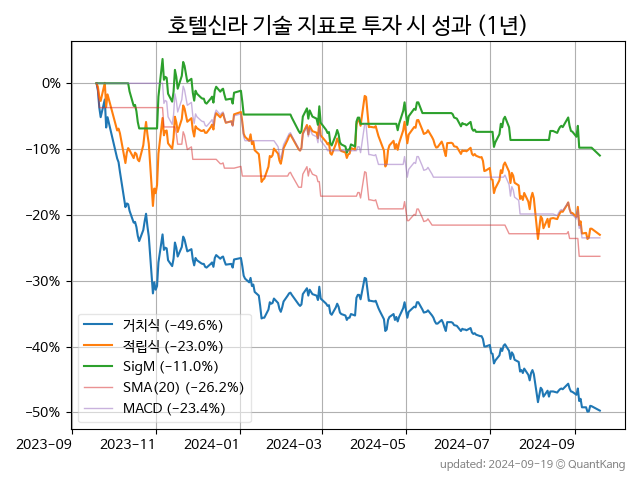 호텔신라 기술 지표로 투자 시 성과 (1년)
0%
−10%
−20%
−30%
−40%
−50%
거치식 (−49.6%)
적립식 (−23.0%)
SigM (−11.0%)
SMA(20) (−26.2%)
MACD (−23.4%)
2023-09 2023-11 2024-01 2024-03 2024-05 2024-07 2024-09
updated: 2024-09-19 © QuantKang